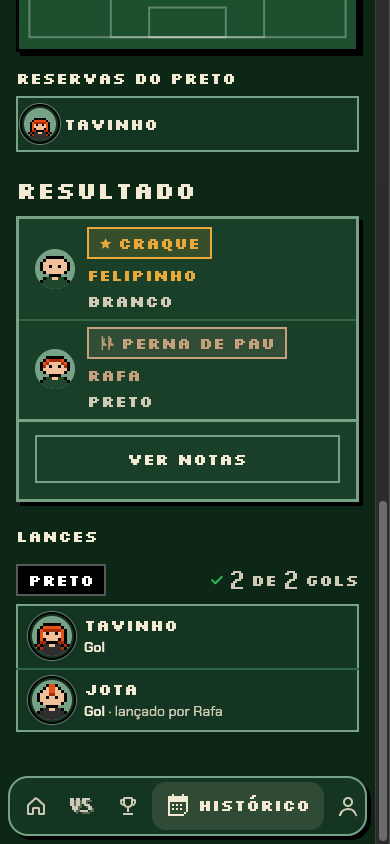 RESERVAS DO PRETO
TAVINHO
RESULTADO
★ CRAQUE
FELIPINHO
BRANCO
PERNA DE PAU
RAFA
PRETO
VER NOTAS
LANCES
PRETO
✓ 2 DE 2 GOLS
TAVINHO
Gol
JOTA
Gol · lançado por Rafa
VS
HISTÓRICO